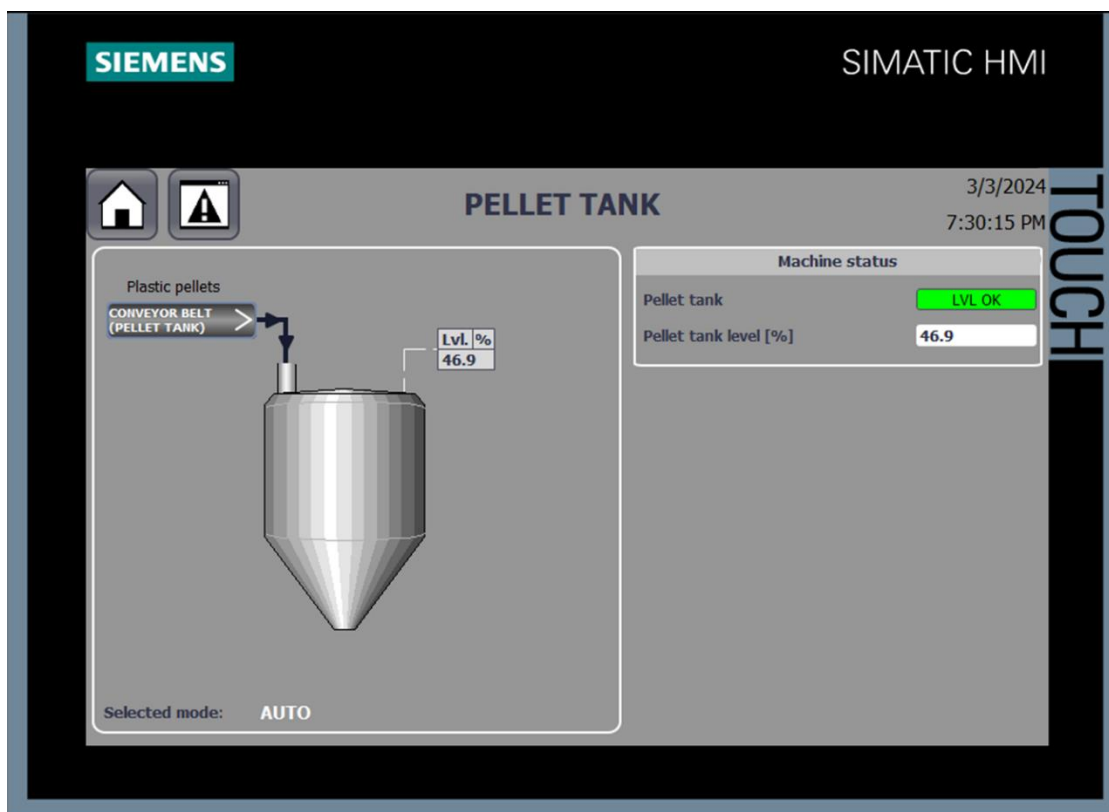 SIEMENS
SIMATIC HMI
TOUCH
PELLET TANK
3/3/2024
7:30:15 PM
Plastic pellets
CONVEYOR BELT
(PELLET TANK)
Lvl. %
46.9
Selected mode: AUTO
Machine status
Pellet tank LVL OK
Pellet tank level [%] 46.9